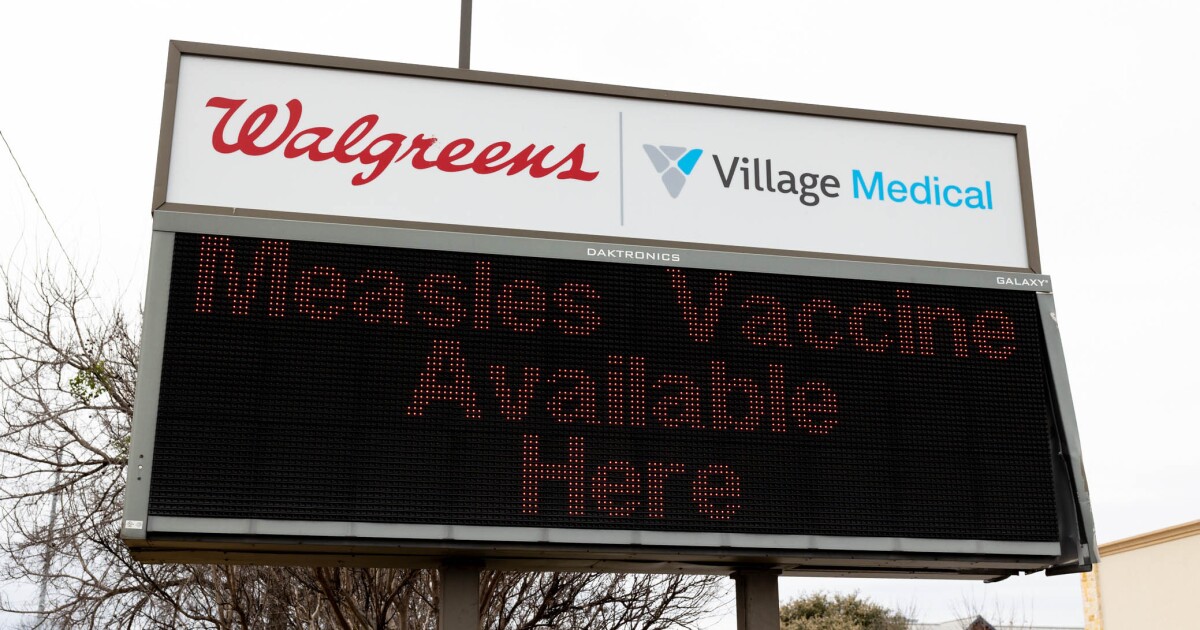 Walgreens
Village Medical
DAKTRONICS
GALAXY®
Measles Vaccine
Available
Here